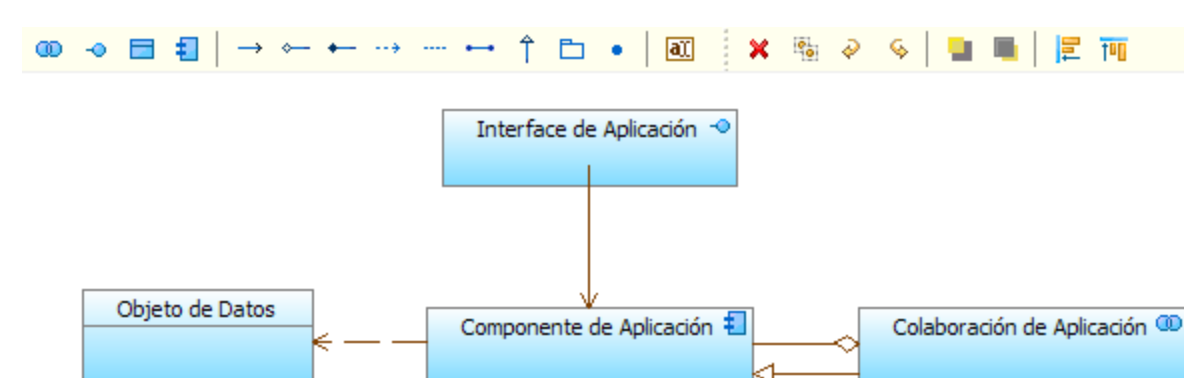 a
Interface de Aplicación
Objeto de Datos
Componente de Aplicación
Colaboración de Aplicación